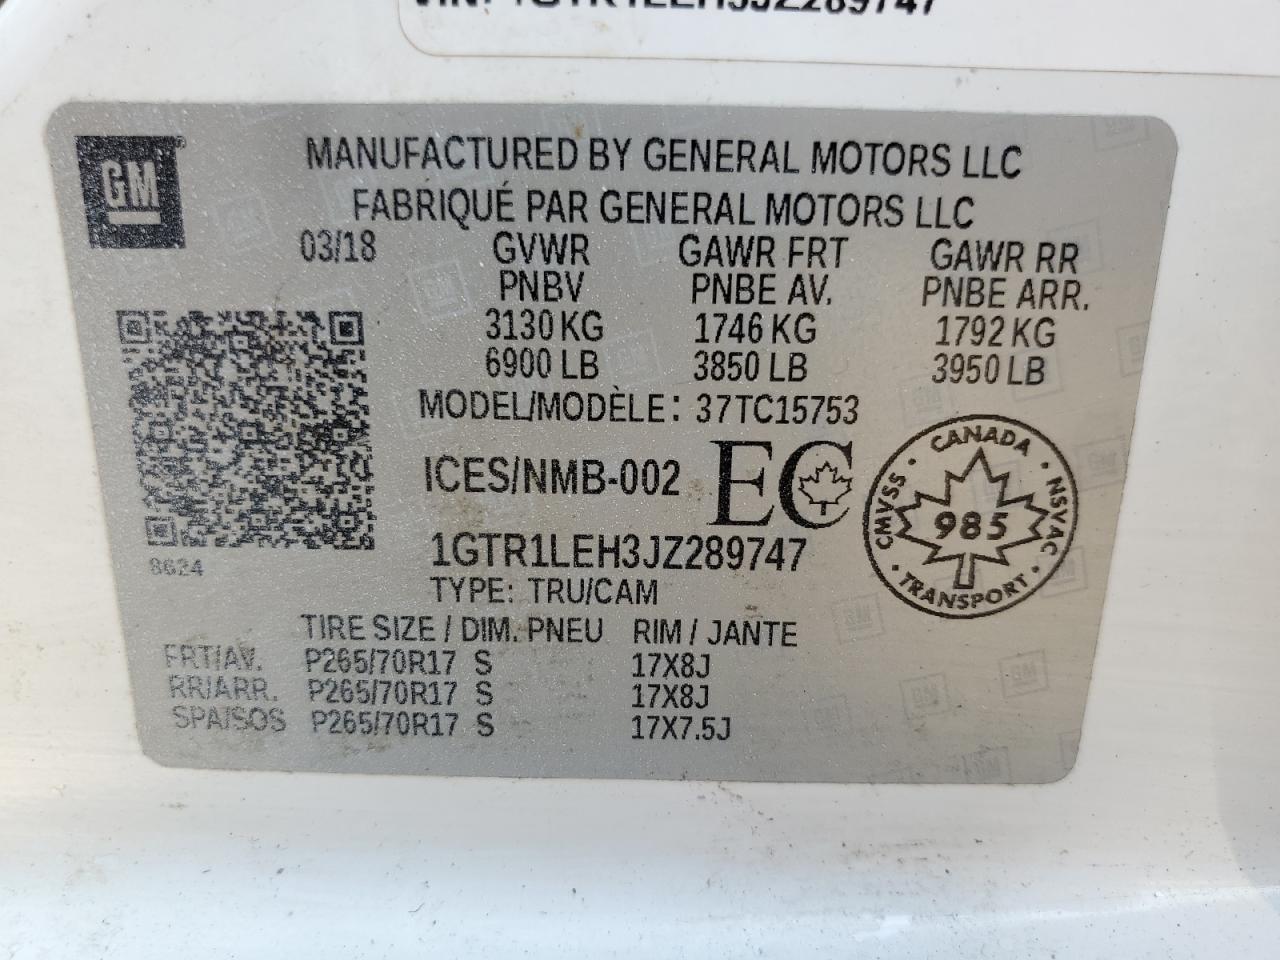 VIN: 1GTR1LEH3JZ289747
GM
MANUFACTURED BY GENERAL MOTORS LLC
FABRIQUÉ PAR GENERAL MOTORS LLC
03/18 GVWR GAWR FRT GAWR RR
PNBV PNBE AV. PNBE ARR.
3130 KG 1746 KG 1792 KG
6900 LB 3850 LB 3950 LB
MODEL/MODÈLE: 37TC15753
ICES/NMB-002 EC
CANADA
CMVSS 985 NSVAC
TRANSPORT
1GTR1LEH3JZ289747
8624
TYPE: TRU/CAM
TIRE SIZE / DIM. PNEU RIM / JANTE
FRT/AV. P265/70R17 S 17X8J
RR/ARR. P265/70R17 S 17X8J
SPA/SOS P265/70R17 S 17X7.5J